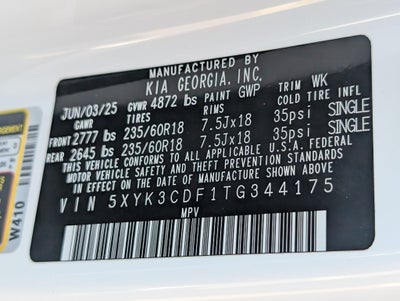 MANUFACTURED BY
KIA GEORGIA, INC.
JUN/03/25 GVWR 4872 lbs PAINT GWP TRIM WK
GAWR TIRES RIMS COLD TIRE INFL
FRONT 2777 lbs 235/60R18 7.5Jx18 35psi SINGLE
REAR 2645 lbs 235/60R18 7.5Jx18 35psi SINGLE
THIS VEHICLE CONFORMS TO ALL APPLICABLE U.S.A. FEDERAL
MOTOR VEHICLE SAFETY, BUMPER, AND THEFT PREVENTION STANDARDS
IN EFFECT ON THE DATE OF MANUFACTURE SHOWN ABOVE
VIN 5XYK3CDF1TG344175
MPV
W410